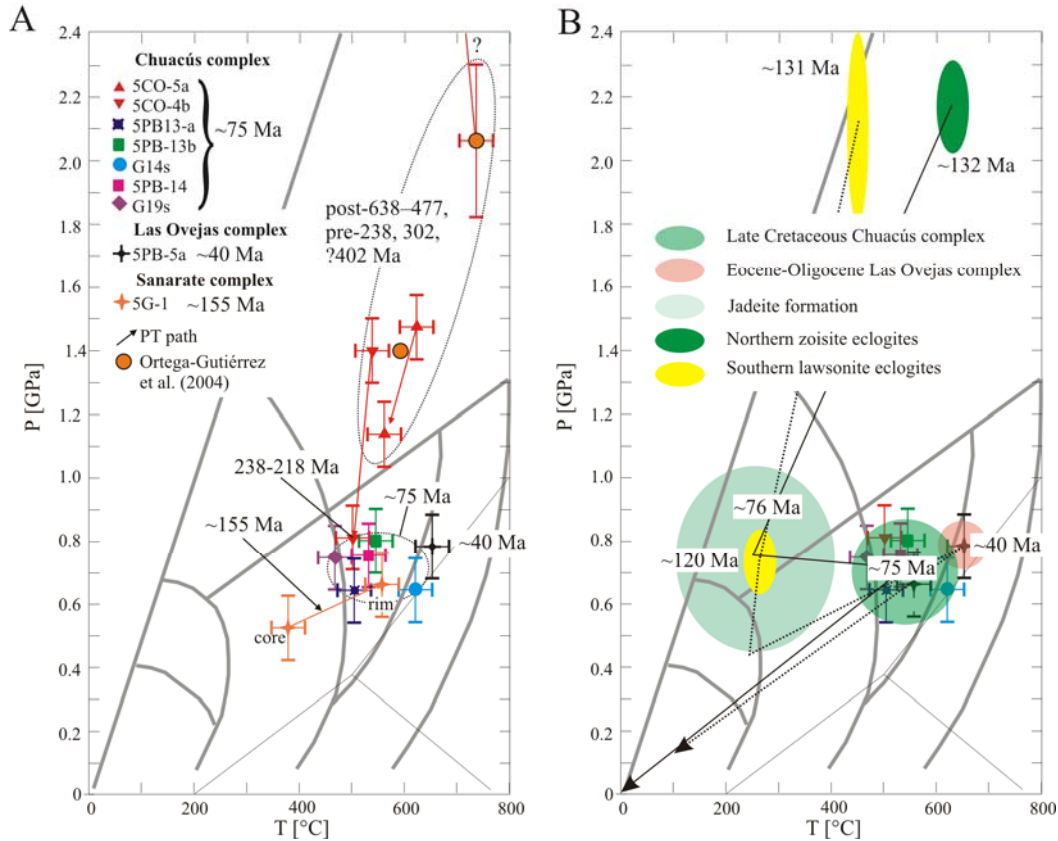 A
2.4
2.2
2.0
1.8
1.6
1.4
1.2
1.0
0.8
0.6
0.4
0.2
0
P [GPa]
0
200
400
600
800
T [°C]
Chuacús complex
5CO-5a
5CO-4b
5PB13-a
5PB-13b
G14s
5PB-14
G19s
~75 Ma
Las Ovejas complex
5PB-5a ~40 Ma
Sanarate complex
5G-1 ~155 Ma
PT path
Ortega-Gutiérrez
et al. (2004)
?
post-638–477,
pre-238, 302,
?402 Ma
238-218 Ma
~75 Ma
~155 Ma
~40 Ma
rim
core
B
2.4
2.2
2.0
1.8
1.6
1.4
1.2
1.0
0.8
0.6
0.4
0.2
0
P [GPa]
0
200
400
600
800
T [°C]
~131 Ma
~132 Ma
Late Cretaceous Chuacús complex
Eocene-Oligocene Las Ovejas complex
Jadeite formation
Northern zoisite eclogites
Southern lawsonite eclogites
~76 Ma
~120 Ma
~75 Ma
~40 Ma